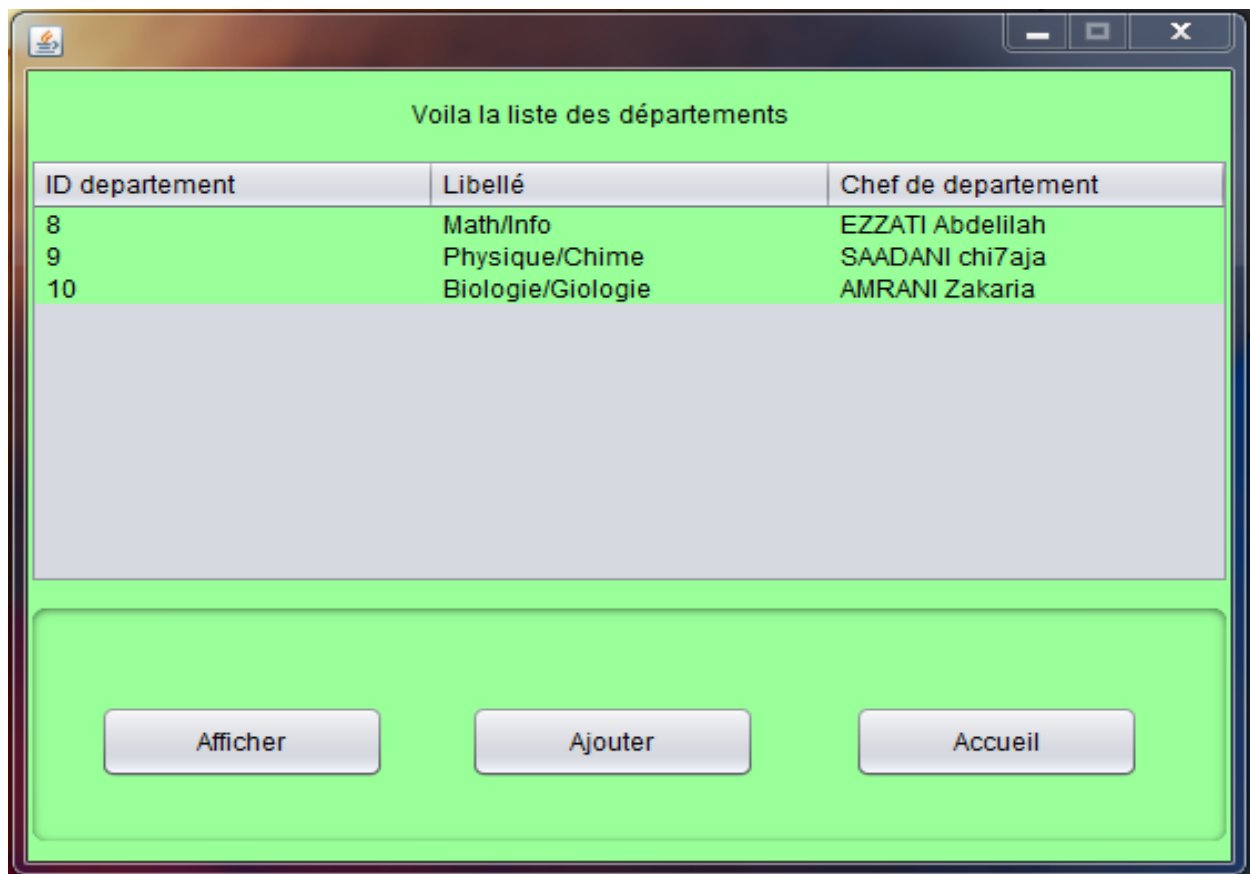 Voila la liste des départements
ID departement Libellé Chef de departement
8 Math/Info EZZATI Abdelilah
9 Physique/Chime SAADANI chi7aja
10 Biologie/Giologie AMRANI Zakaria
Afficher Ajouter Accueil